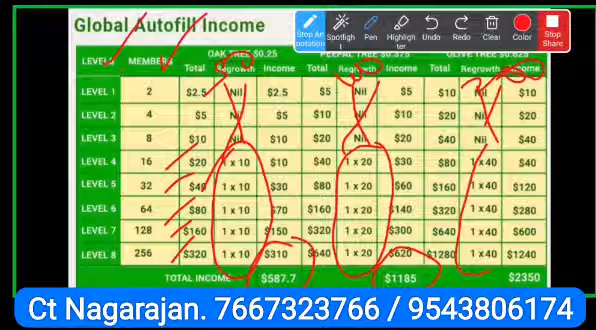 Global Autofill Income
Stop Annotation Spotlight Pen Highlighter Undo Redo Clear Color Stop Share
OAK TREE $0.25 PEEPAL TREE $0.375 OLIVE TREE $0.625
LEVELS MEMBERS Total Regrowth Income Total Regrowth Income Total Regrowth Income
LEVEL 1 2 $2.5 Nil $2.5 $5 Nil $5 $10 Nil $10
LEVEL 2 4 $5 Nil $5 $10 Nil $10 $20 Nil $20
LEVEL 3 8 $10 Nil $10 $20 Nil $20 $40 Nil $40
LEVEL 4 16 $20 1 x 10 $10 $40 1 x 20 $30 $80 1 x 40 $40
LEVEL 5 32 $40 1 x 10 $30 $80 1 x 20 $60 $160 1 x 40 $120
LEVEL 6 64 $80 1 x 10 $70 $160 1 x 20 $140 $320 1 x 40 $280
LEVEL 7 128 $160 1 x 10 $150 $320 1 x 20 $300 $640 1 x 40 $600
LEVEL 8 256 $320 1 x 10 $310 $640 1 x 20 $620 $1280 1 x 40 $1240
TOTAL INCOME $587.7 $1185 $2350
Ct Nagarajan. 7667323766 / 9543806174